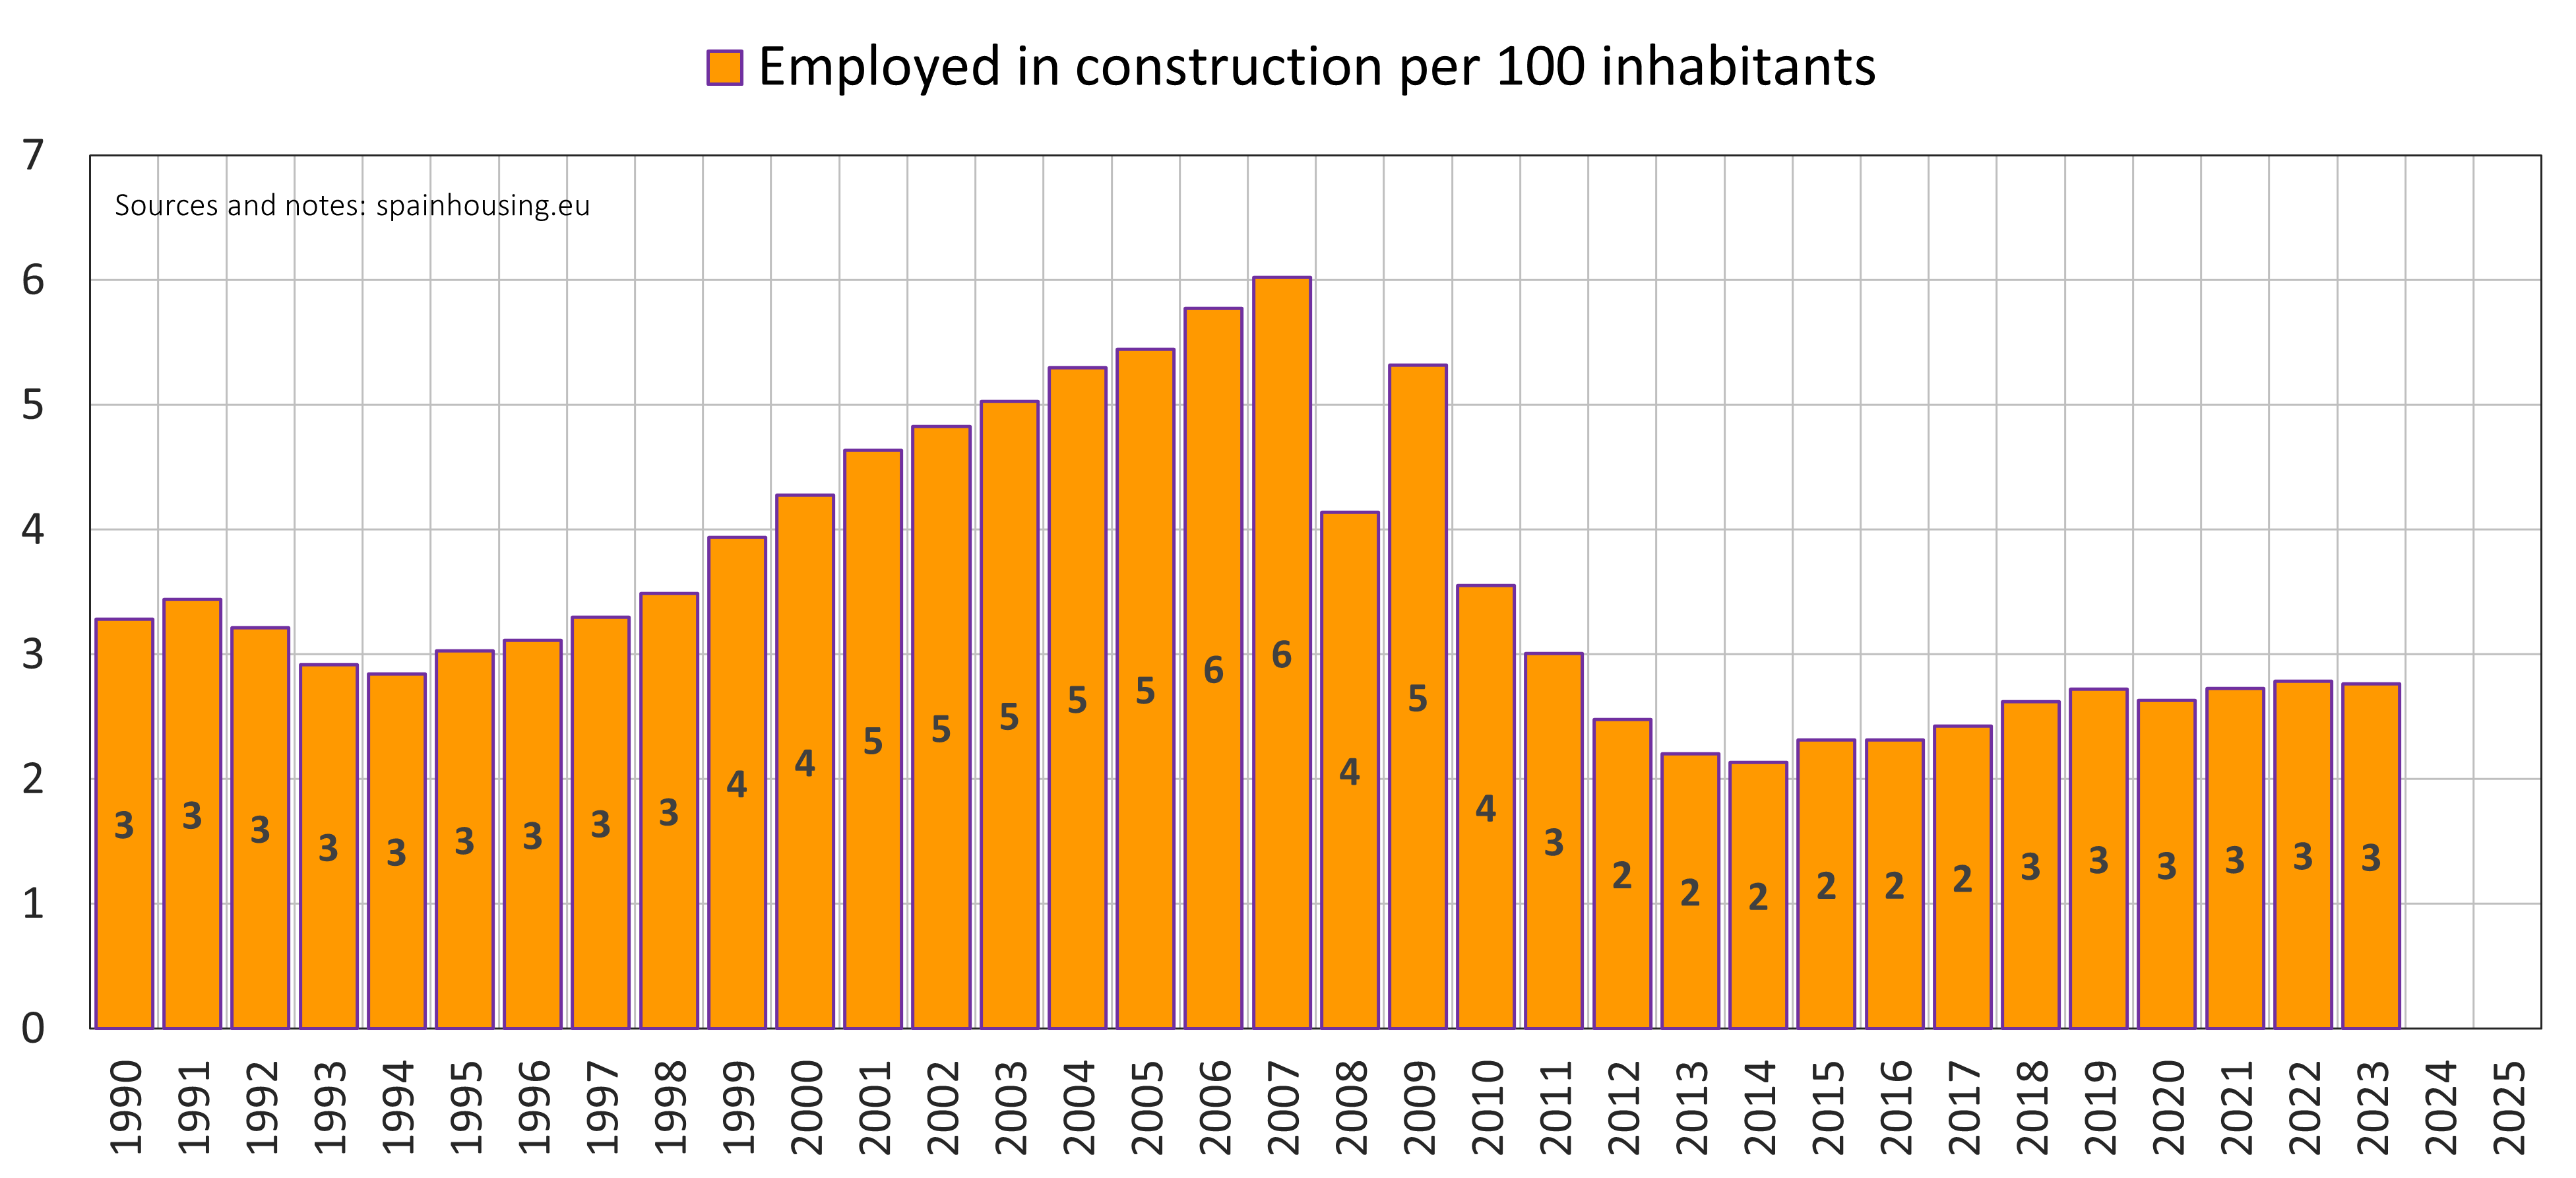 Employed in construction per 100 inhabitants
7
Sources and notes: spainhousing.eu
6
5
4
3
2
1
0
3 3 3 3 3 3 3 3 3 4 4 5 5 5 5 5 6 6 4 5 4 3 2 2 2 2 2 2 3 3 3 3 3 3
1990 1991 1992 1993 1994 1995 1996 1997 1998 1999 2000 2001 2002 2003 2004 2005 2006 2007 2008 2009 2010 2011 2012 2013 2014 2015 2016 2017 2018 2019 2020 2021 2022 2023 2024 2025